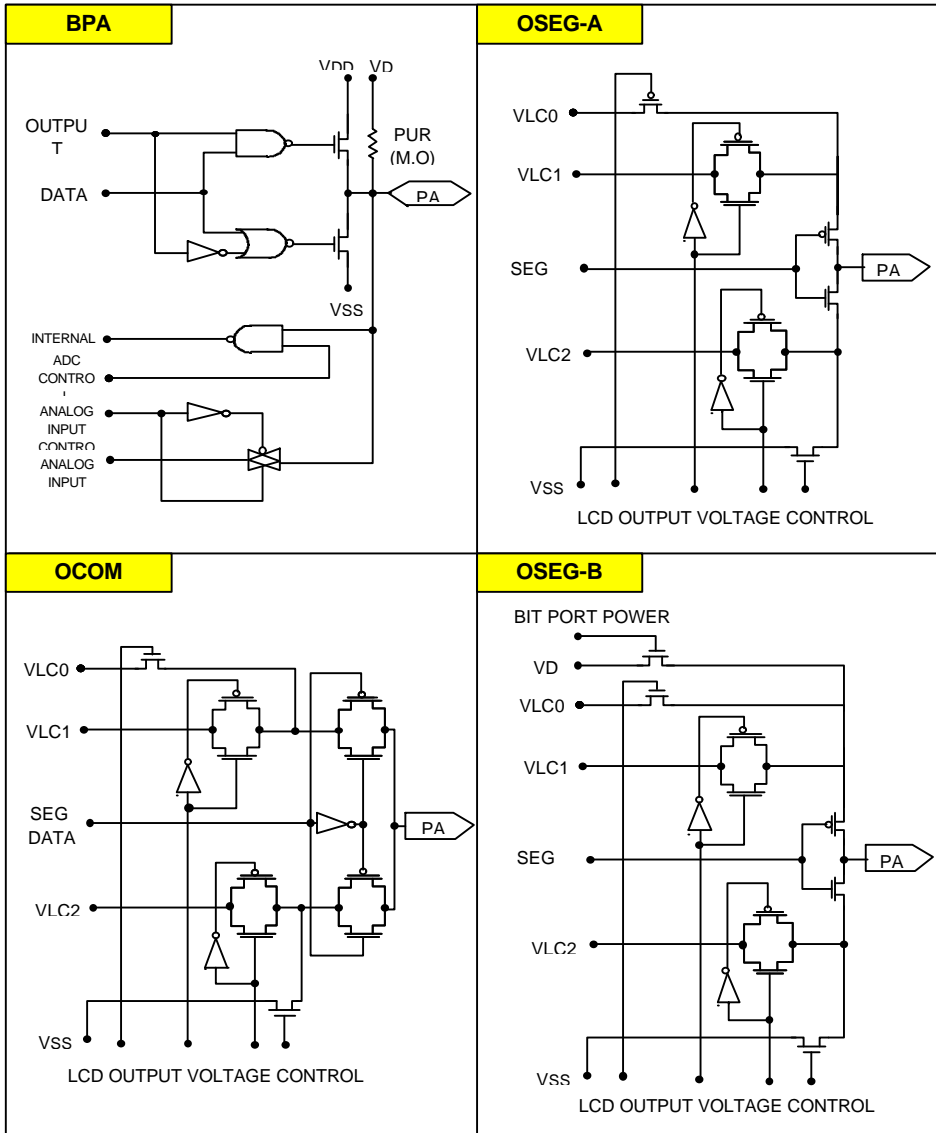 BPA
VDD VD
OUTPU
T
PUR
(M.O)
DATA
PA
VSS
INTERNAL
ADC
CONTRO
ANALOG
INPUT
CONTRO
ANALOG
INPUT
OSEG-A
VLC0
VLC1
SEG
PA
VLC2
VSS
LCD OUTPUT VOLTAGE CONTROL
OCOM
VLC0
VLC1
SEG
DATA
PA
VLC2
VSS
LCD OUTPUT VOLTAGE CONTROL
OSEG-B
BIT PORT POWER
VD
VLC0
VLC1
SEG
PA
VLC2
VSS
LCD OUTPUT VOLTAGE CONTROL